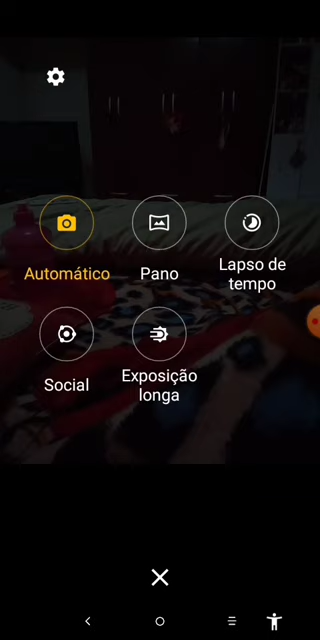 Automático
Pano
Lapso de
tempo
Social
Exposição
longa